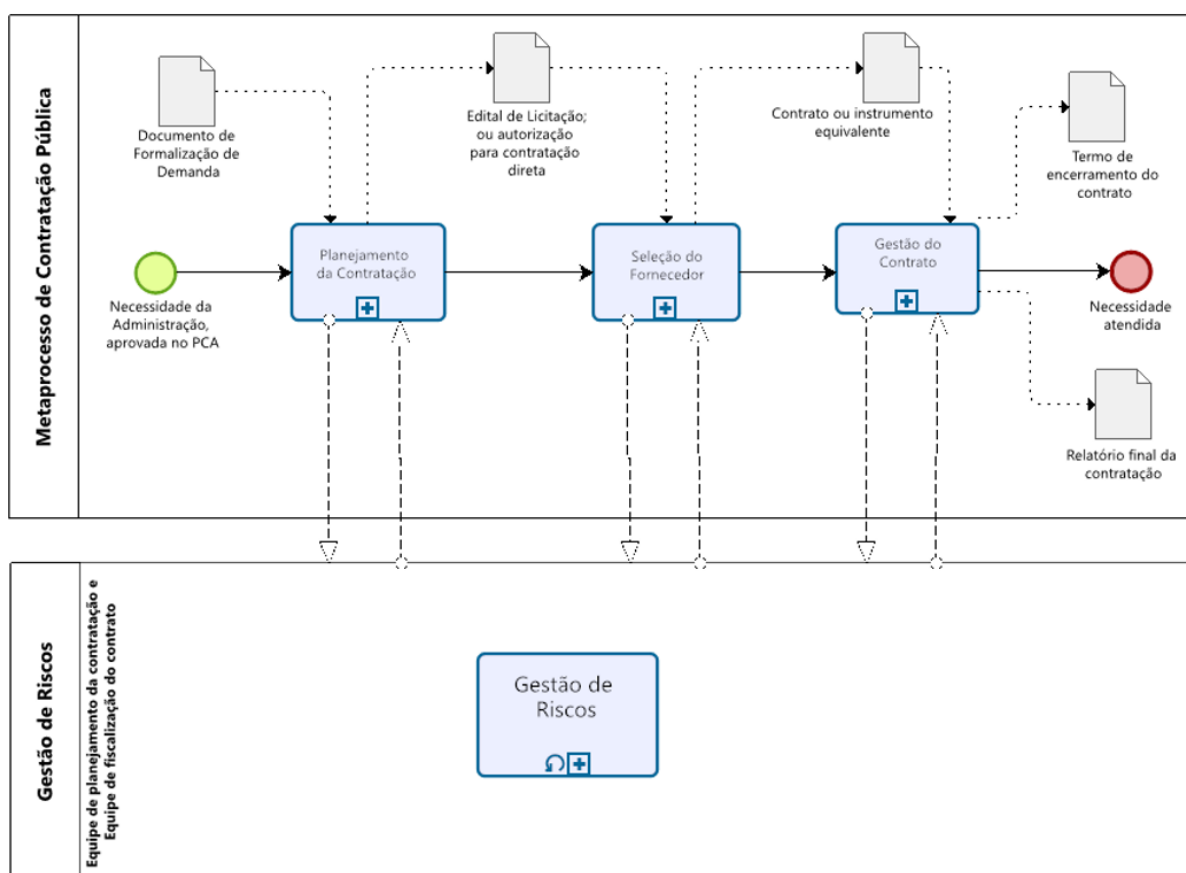 Metaprocesso de Contratação Pública
Documento de
Formalização de
Demanda
Edital de Licitação;
ou autorização
para contratação
direta
Contrato ou instrumento
equivalente
Termo de
encerramento do
contrato
Necessidade da
Administração,
aprovada no PCA
Planejamento
da Contratação
Seleção do
Fornecedor
Gestão do
Contrato
Necessidade
atendida
Relatório final da
contratação
Gestão de Riscos
Equipe de planejamento da contratação e
Equipe de fiscalização do contrato
Gestão de
Riscos